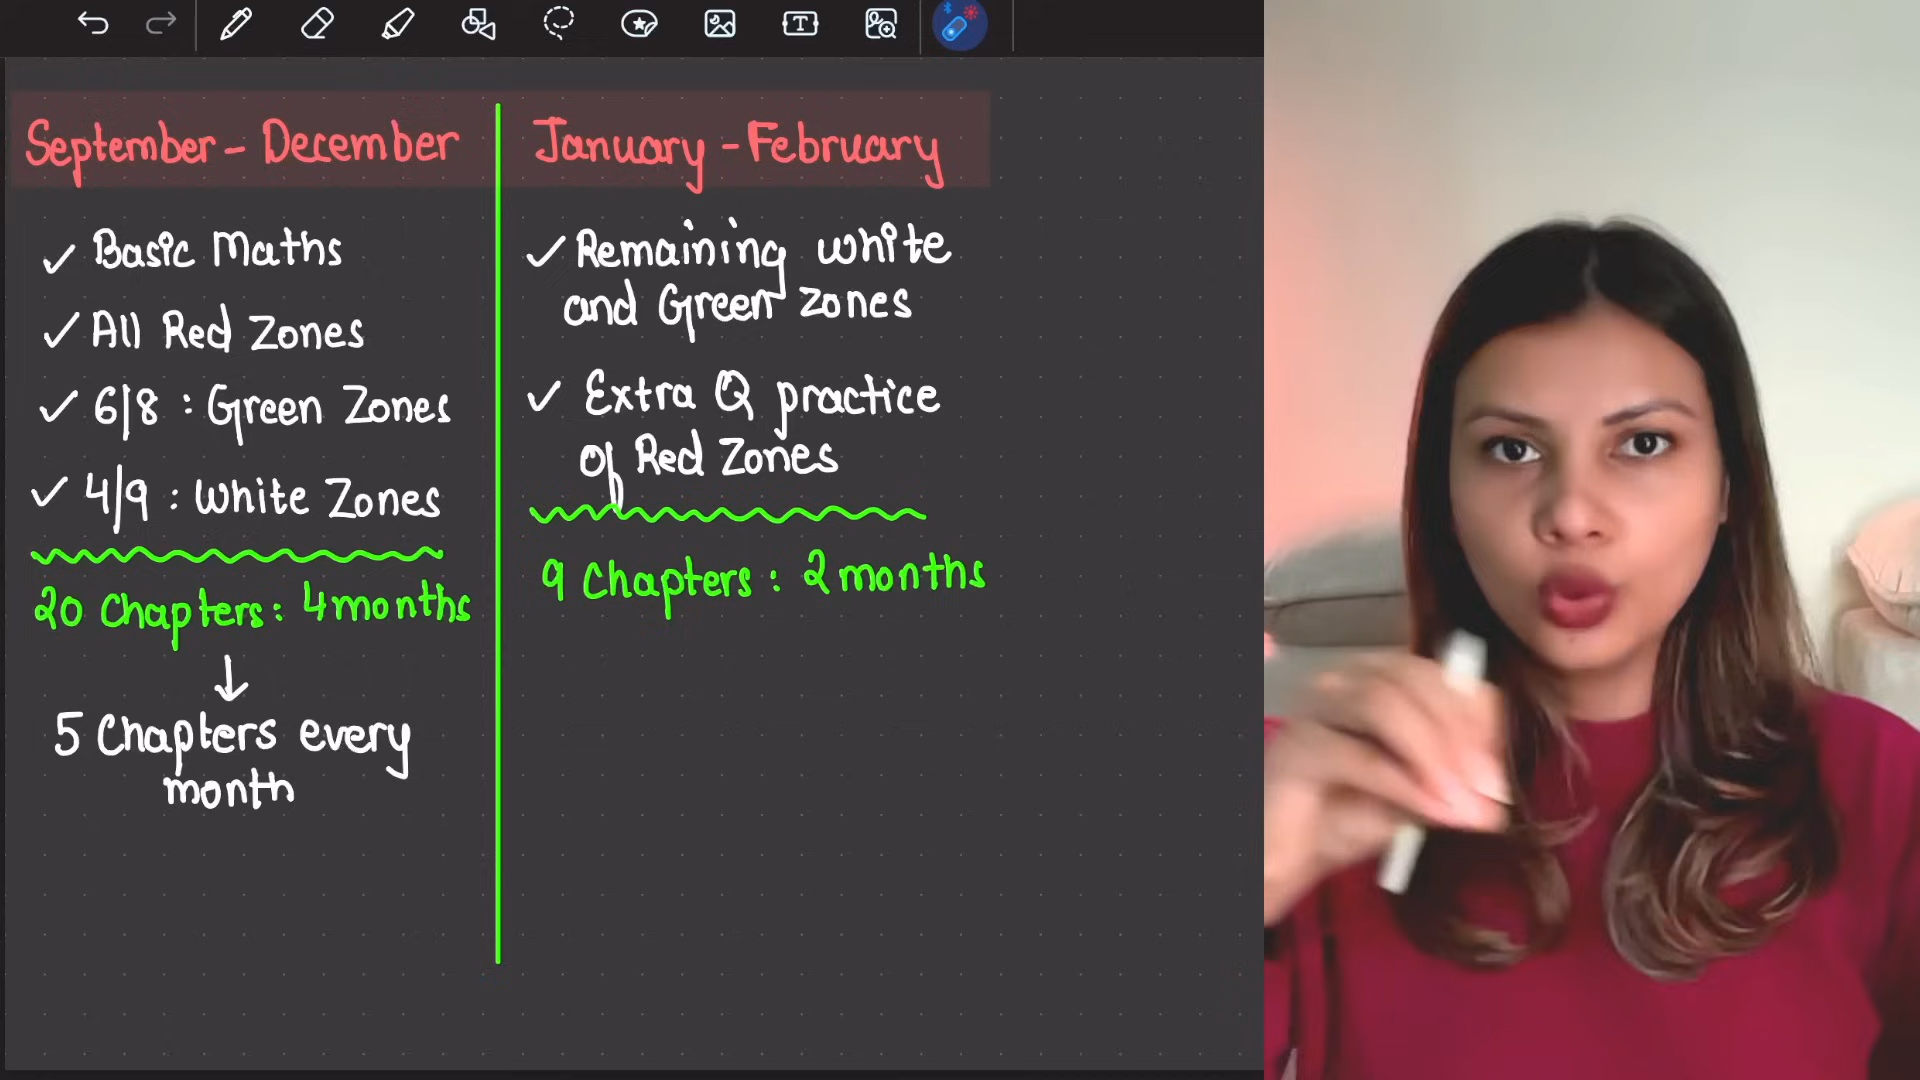 September - December
✓ Basic Maths
✓ All Red Zones
✓ 6/8 : Green Zones
✓ 4/9 : White Zones
20 Chapters : 4 months
↓
5 Chapters every
month
January - February
✓ Remaining white
and Green zones
✓ Extra Q practice
of Red Zones
9 Chapters : 2 months